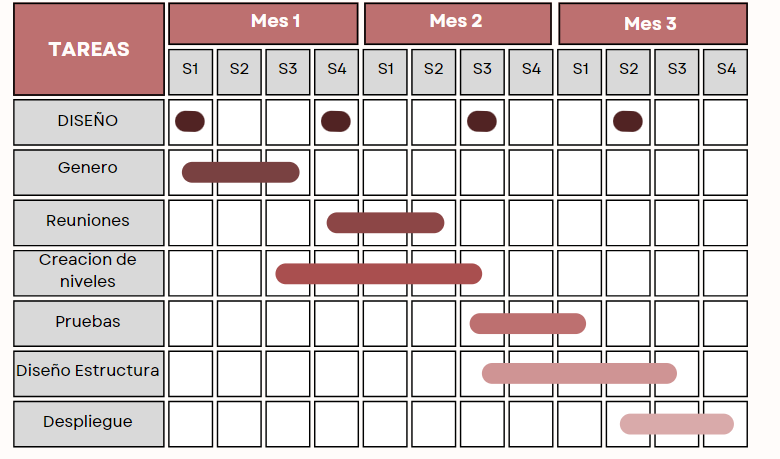 TAREAS
Mes 1
Mes 2
Mes 3
S1 S2 S3 S4 S1 S2 S3 S4 S1 S2 S3 S4
DISEÑO
Genero
Reuniones
Creacion de
niveles
Pruebas
Diseño Estructura
Despliegue